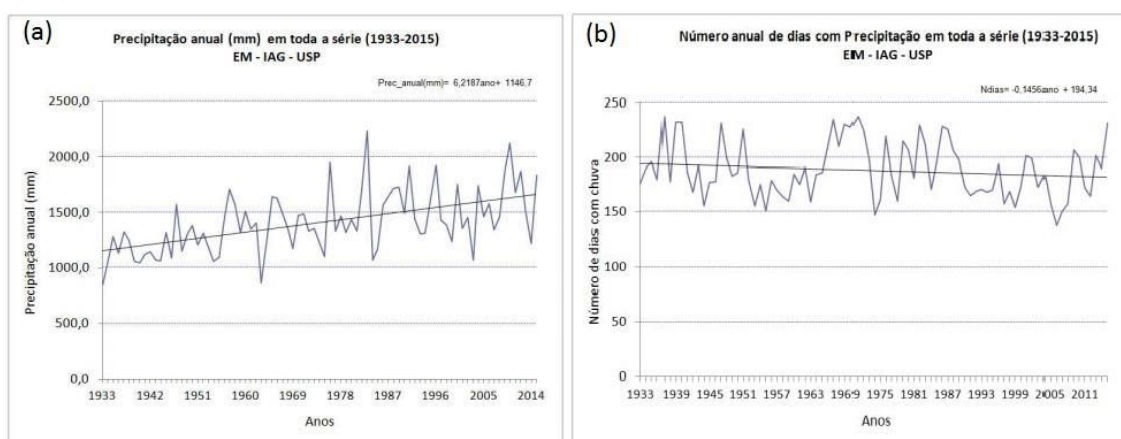 (a)
Precipitação anual (mm) em toda a série (1933-2015)
EM - IAG - USP
Prec_anual(mm)= 6,2187ano+ 1146,7
Precipitação anual (mm)
2500,0
2000,0
1500,0
1000,0
500,0
0,0
1933 1942 1951 1960 1969 1978 1987 1996 2005 2014
Anos
(b)
Número anual de dias com Precipitação em toda a série (1933-2015)
EM - IAG - USP
Ndias= -0,1456ano + 194,34
Número de dias com chuva
250
200
150
100
50
0
1933 1939 1945 1951 1957 1963 1969 1975 1981 1987 1993 1999 2005 2011
Anos